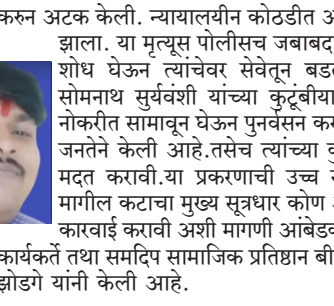 करुन अटक केली. न्यायालयीन कोठडीत
झाला. या मृत्यूस पोलीसच जबाबदा
शोध घेऊन त्यांचेवर सेवेतून बड
सोमनाथ सुर्यवंशी यांच्या कुटूंबीया
नोकरीत सामावून घेऊन पुनर्वसन कर
जनतेने केली आहे.तसेच त्यांच्या कु
मदत करावी.या प्रकरणाची उच्च
मागील कटाचा मुख्य सूत्रधार कोण
कारवाई करावी अशी मागणी आंबेडक
कार्यकर्ते तथा समदिप सामाजिक प्रतिष्ठान बी
झोडगे यांनी केली आहे.